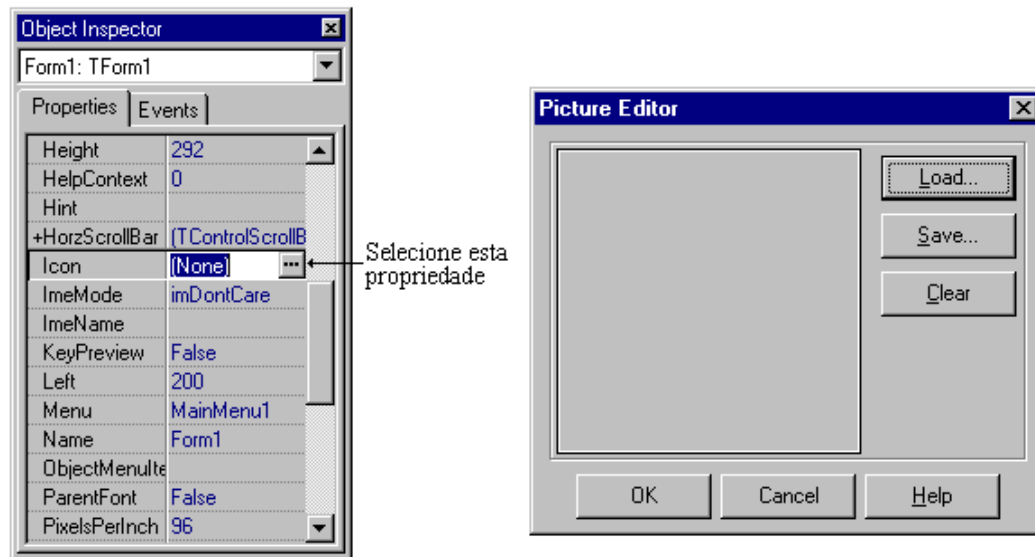 Object Inspector
Form1: TForm1
Properties Events
Height 292
HelpContext 0
Hint
+HorzScrollBar (TControlScrollB
Icon (None) ...
ImeMode imDontCare
ImeName
KeyPreview False
Left 200
Menu MainMenu1
Name Form1
ObjectMenuIte
ParentFont False
PixelsPerInch 96
Selecione esta
propriedade
Picture Editor
Load...
Save...
Clear
OK Cancel Help